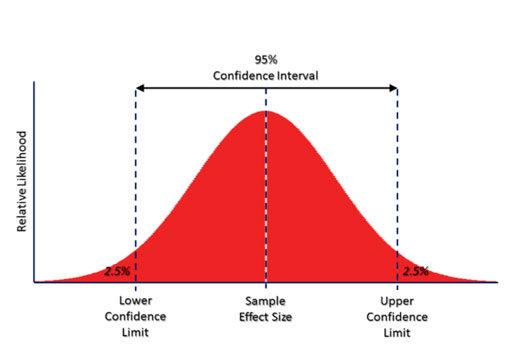 95%
Confidence Interval
Relative Likelihood
2.5%
2.5%
Lower
Confidence
Limit
Sample
Effect Size
Upper
Confidence
Limit